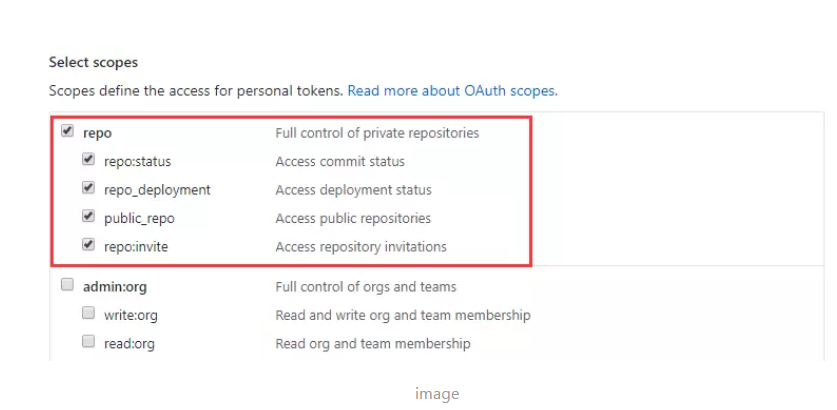 Select scopes
Scopes define the access for personal tokens. Read more about OAuth scopes.
repo Full control of private repositories
repo:status Access commit status
repo_deployment Access deployment status
public_repo Access public repositories
repo:invite Access repository invitations
admin:org Full control of orgs and teams
write:org Read and write org and team membership
read:org Read org and team membership
image